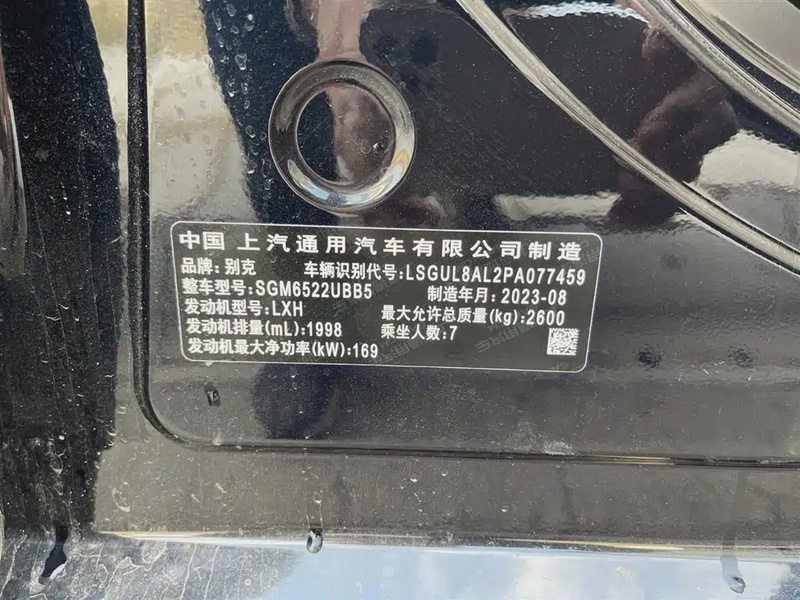 中国 上汽通用汽车有限公司制造
品牌:别克 车辆识别代号:LSGUL8AL2PA077459
整车型号:SGM6522UBB5 制造年月:2023-08
发动机型号:LXH 最大允许总质量(kg):2600
发动机排量(mL):1998 乘坐人数:7
发动机最大净功率(kW):169